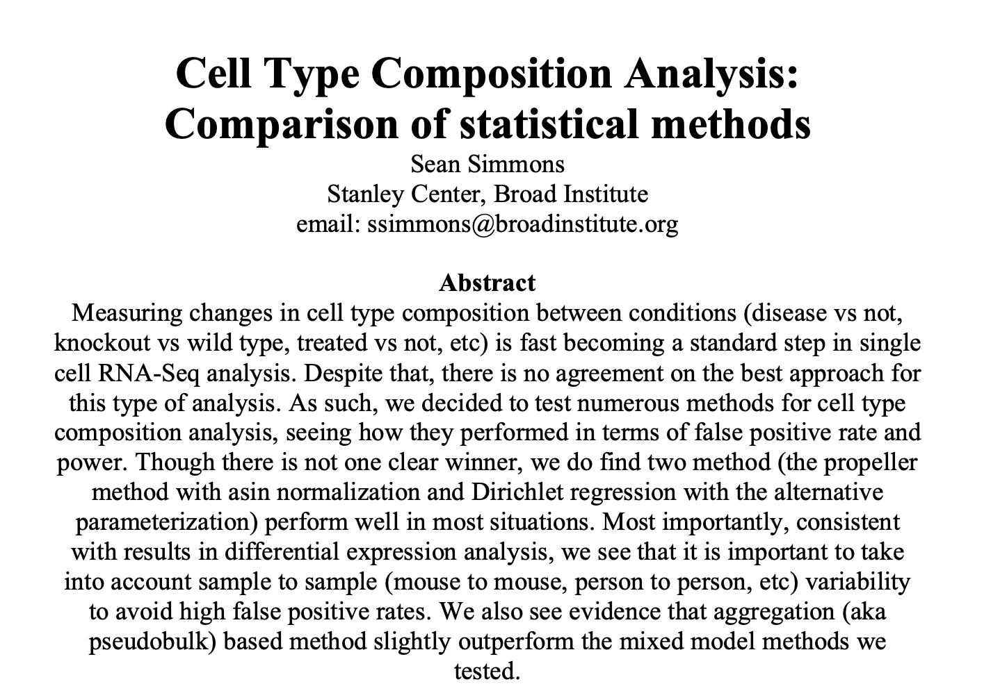 Cell Type Composition Analysis:
Comparison of statistical methods
Sean Simmons
Stanley Center, Broad Institute
email: ssimmons@broadinstitute.org
Abstract
Measuring changes in cell type composition between conditions (disease vs not,
knockout vs wild type, treated vs not, etc) is fast becoming a standard step in single
cell RNA-Seq analysis. Despite that, there is no agreement on the best approach for
this type of analysis. As such, we decided to test numerous methods for cell type
composition analysis, seeing how they performed in terms of false positive rate and
power. Though there is not one clear winner, we do find two method (the propeller
method with asin normalization and Dirichlet regression with the alternative
parameterization) perform well in most situations. Most importantly, consistent
with results in differential expression analysis, we see that it is important to take
into account sample to sample (mouse to mouse, person to person, etc) variability
to avoid high false positive rates. We also see evidence that aggregation (aka
pseudobulk) based method slightly outperform the mixed model methods we
tested.